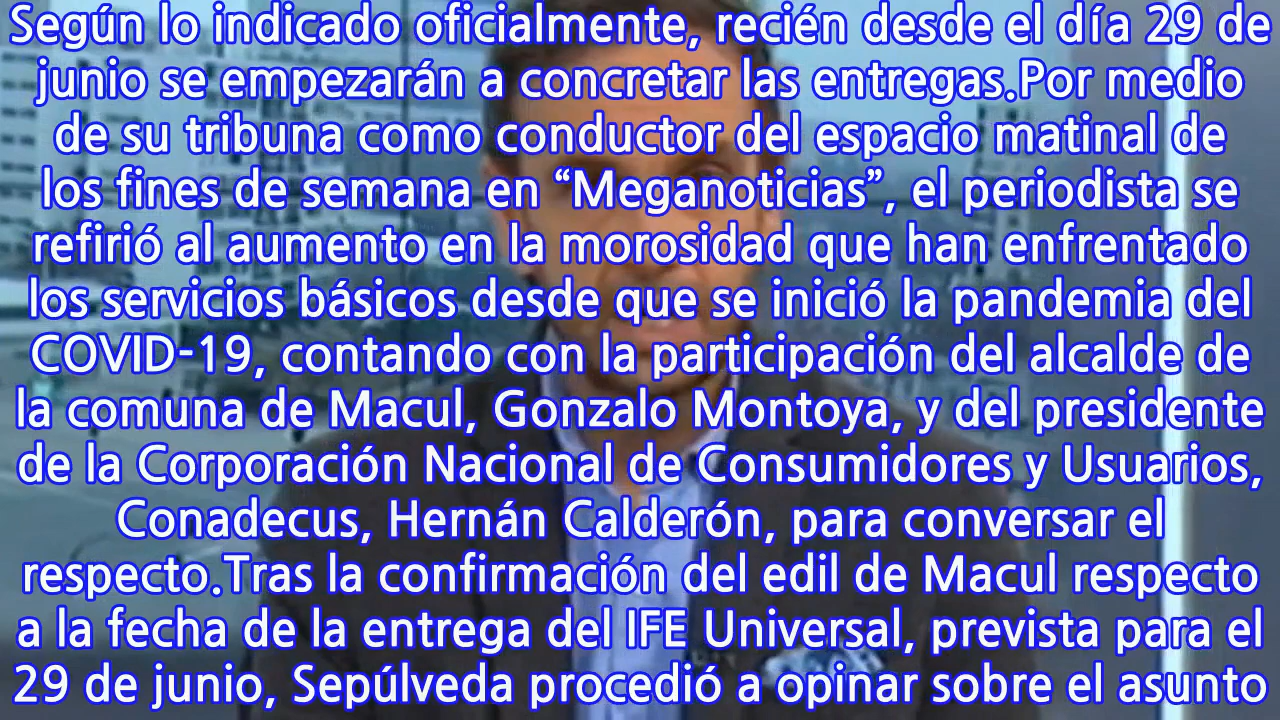 Según lo indicado oficialmente, recién desde el día 29 de
junio se empezarán a concretar las entregas.Por medio
de su tribuna como conductor del espacio matinal de
los fines de semana en “Meganoticias”, el periodista se
refirió al aumento en la morosidad que han enfrentado
los servicios básicos desde que se inició la pandemia del
COVID-19, contando con la participación del alcalde de
la comuna de Macul, Gonzalo Montoya, y del presidente
de la Corporación Nacional de Consumidores y Usuarios,
Conadecus, Hernán Calderón, para conversar el
respecto.Tras la confirmación del edil de Macul respecto
a la fecha de la entrega del IFE Universal, prevista para el
29 de junio, Sepúlveda procedió a opinar sobre el asunto